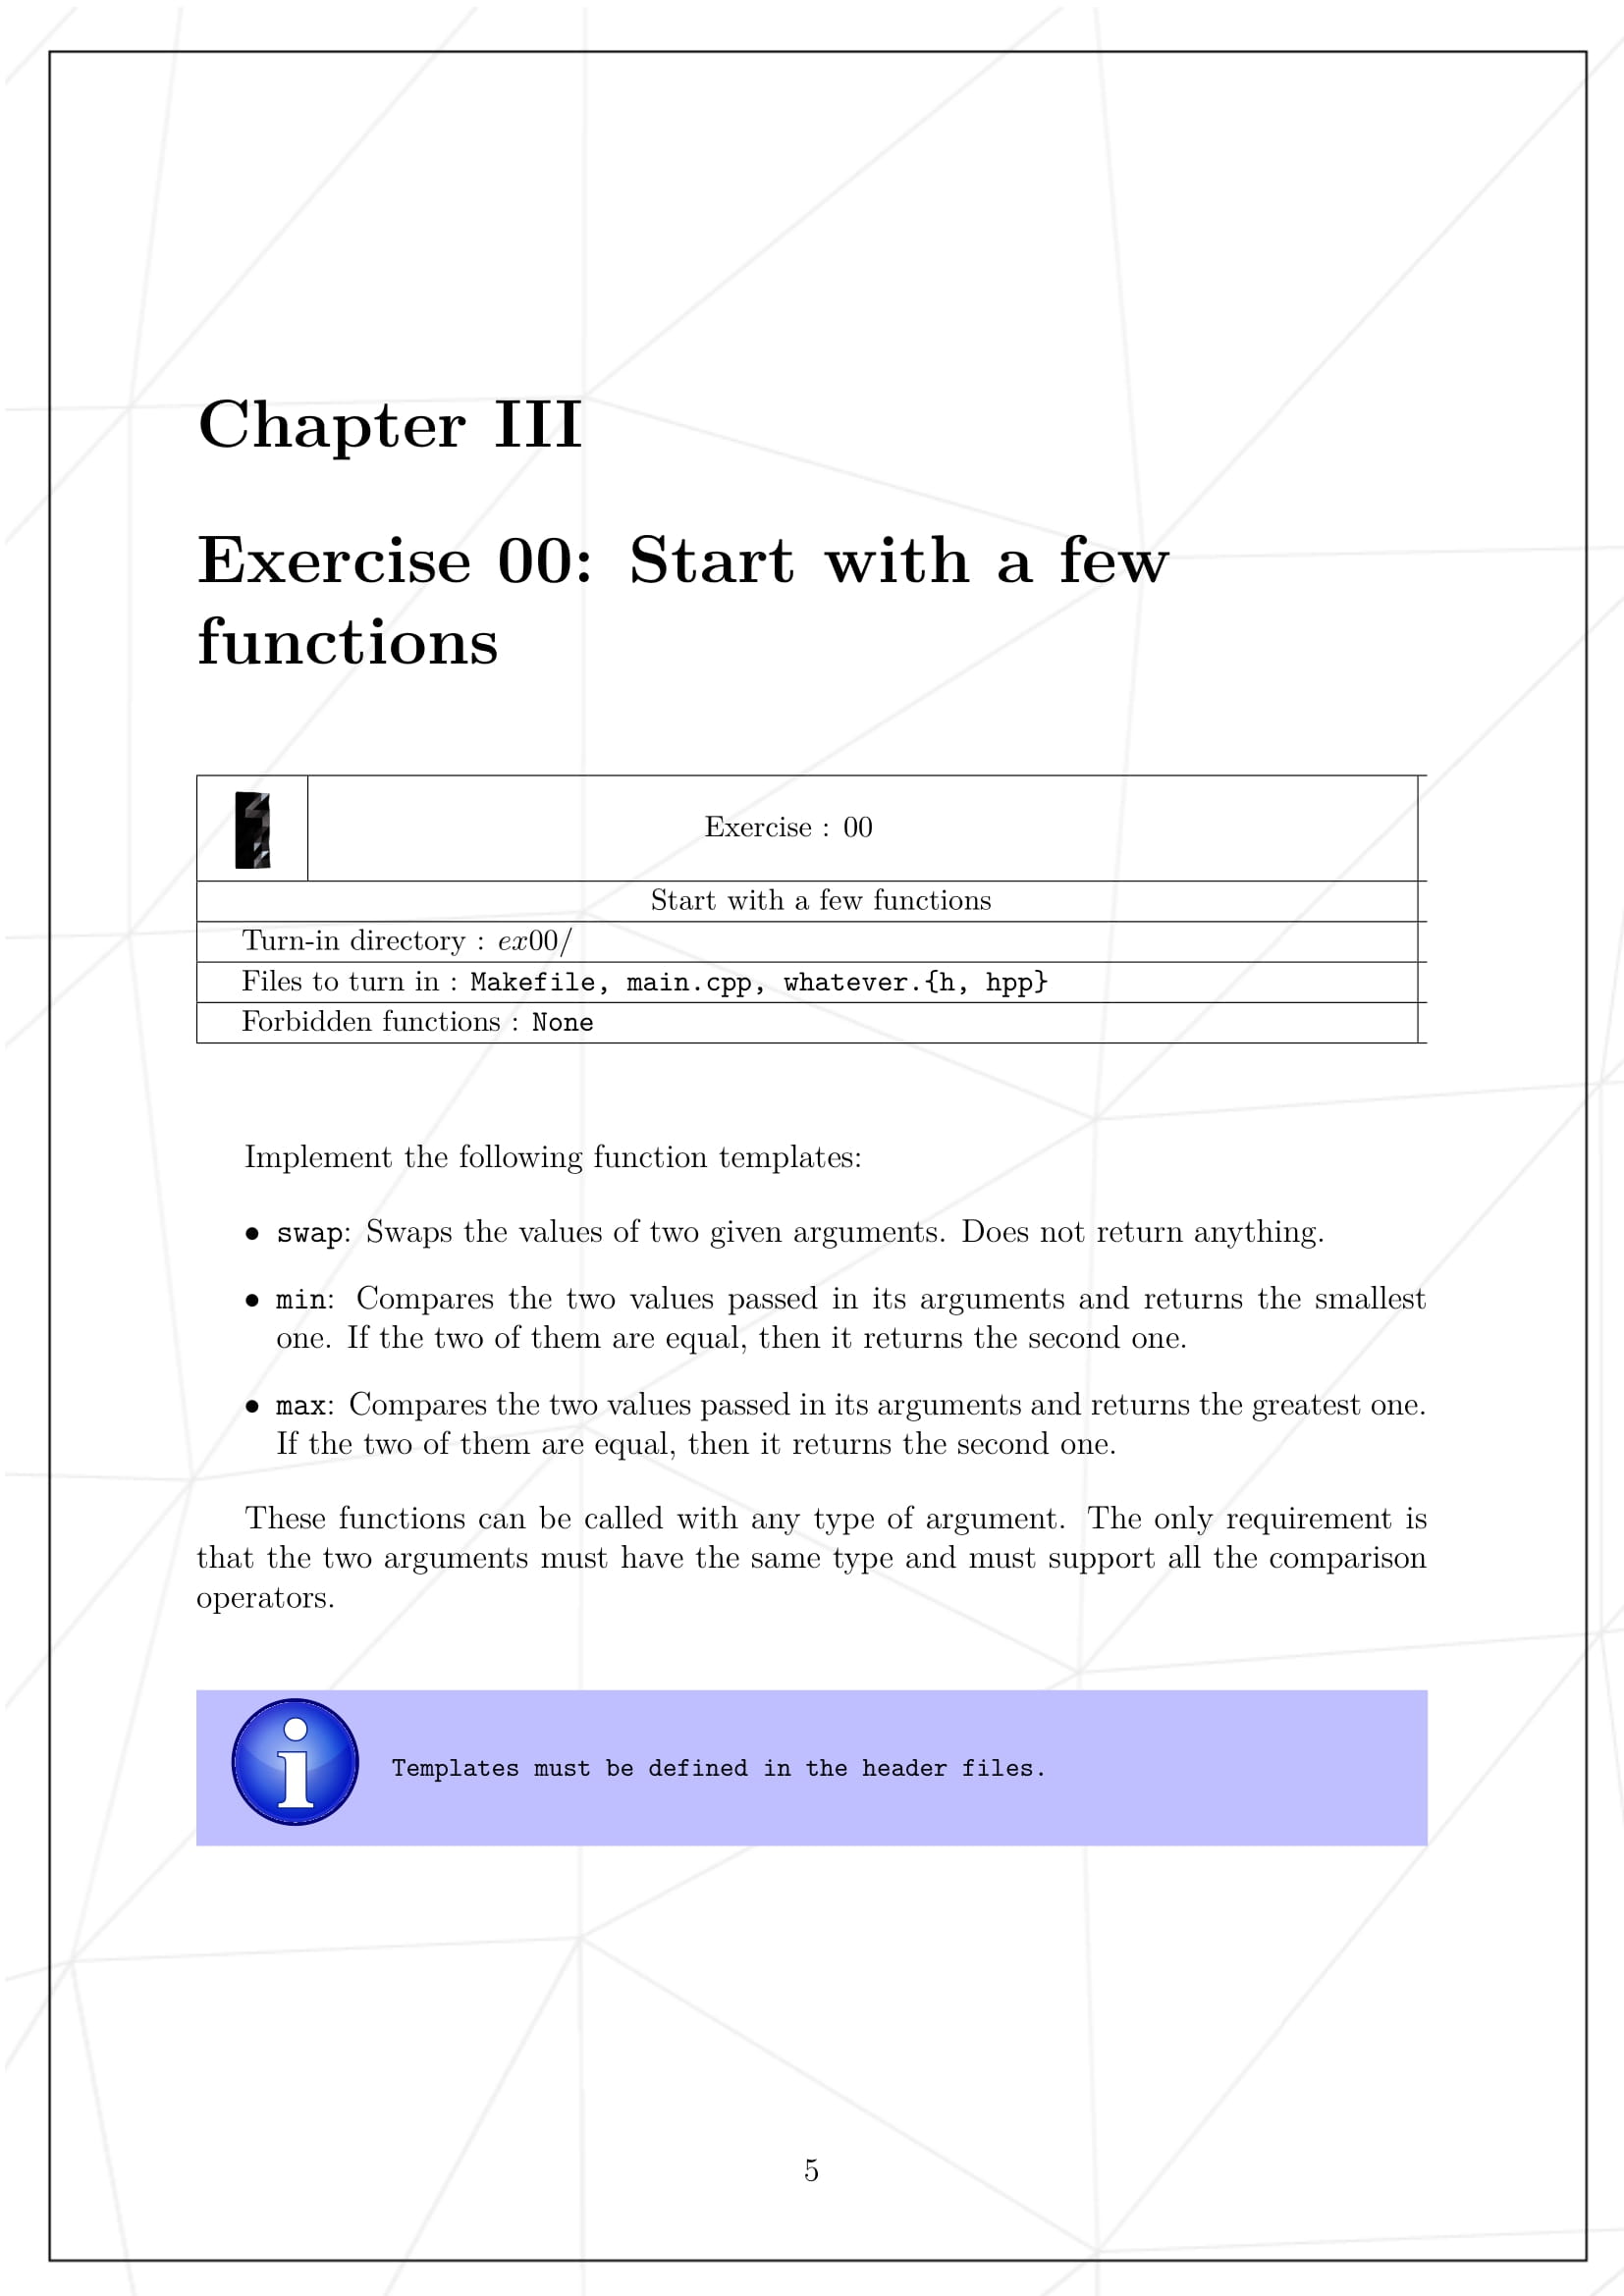 Chapter III
Exercise 00: Start with a few
functions
Exercise : 00
Start with a few functions
Turn-in directory : ex00/
Files to turn in : Makefile, main.cpp, whatever.{h, hpp}
Forbidden functions : None
Implement the following function templates:
• swap: Swaps the values of two given arguments. Does not return anything.
• min: Compares the two values passed in its arguments and returns the smallest
one. If the two of them are equal, then it returns the second one.
• max: Compares the two values passed in its arguments and returns the greatest one.
If the two of them are equal, then it returns the second one.
These functions can be called with any type of argument. The only requirement is
that the two arguments must have the same type and must support all the comparison
operators.
Templates must be defined in the header files.
5